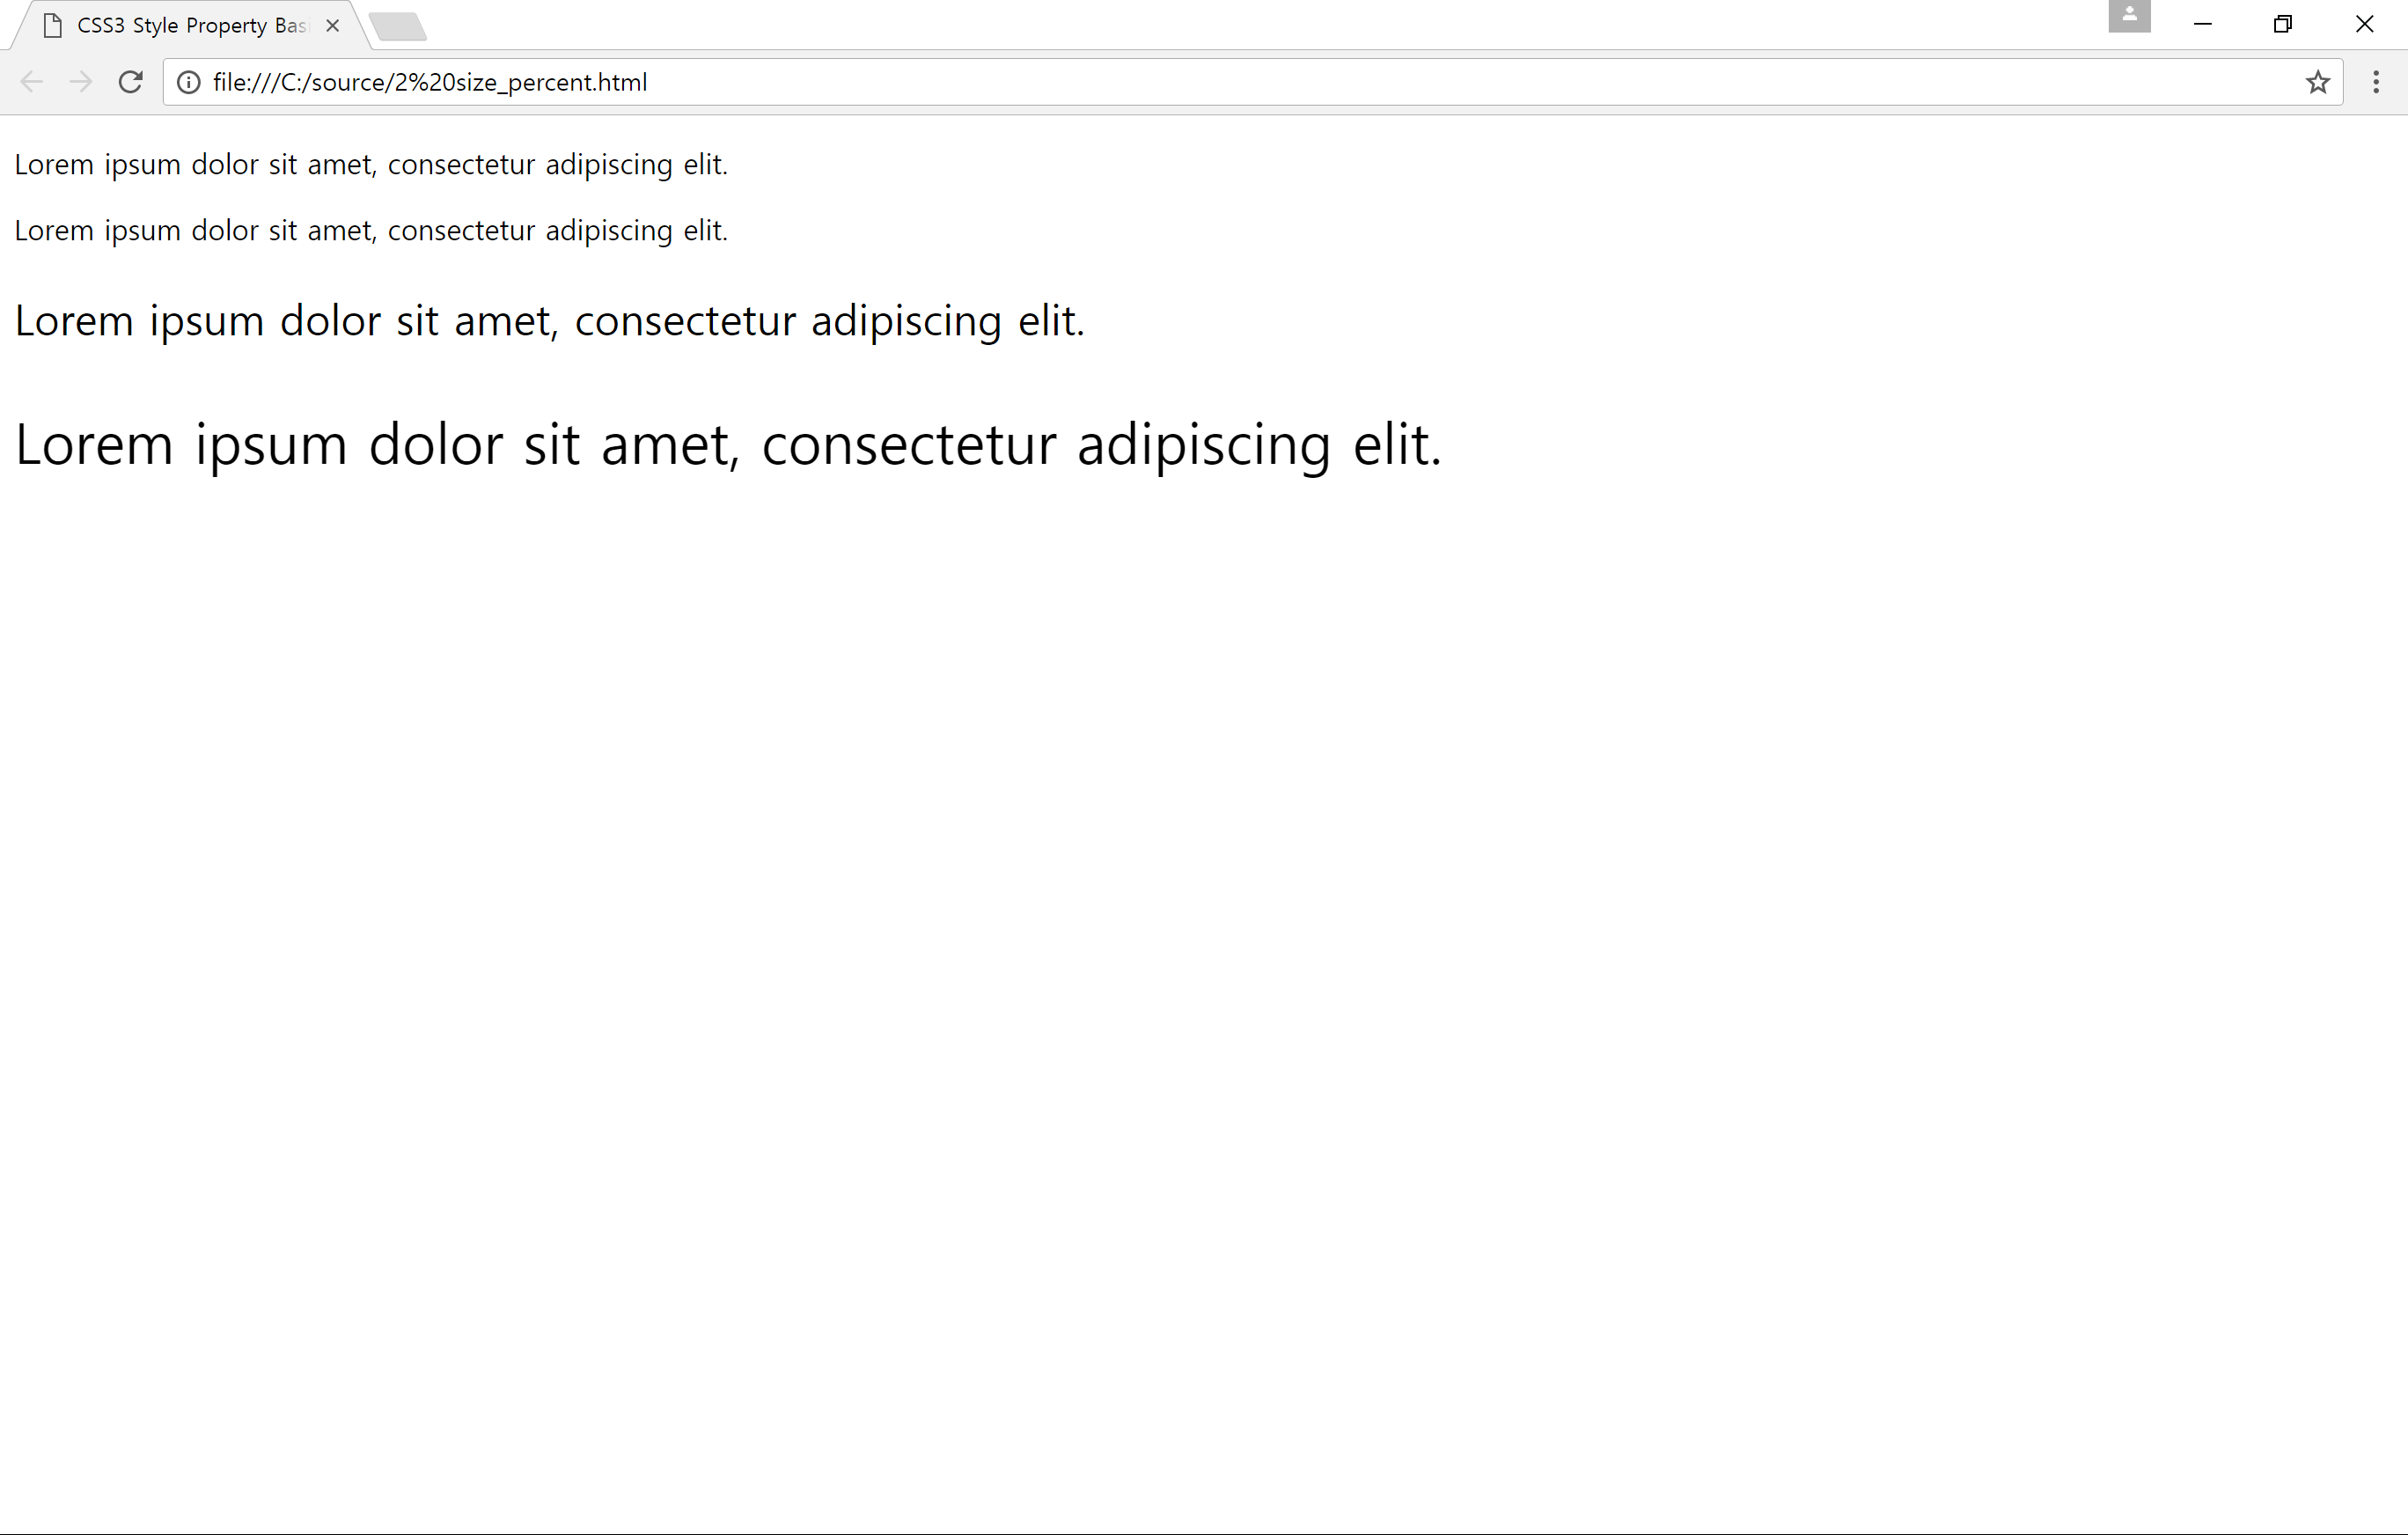 CSS3 Style Property Bas
file:///C:/source/2%20size_percent.html
Lorem ipsum dolor sit amet, consectetur adipiscing elit.
Lorem ipsum dolor sit amet, consectetur adipiscing elit.
Lorem ipsum dolor sit amet, consectetur adipiscing elit.
Lorem ipsum dolor sit amet, consectetur adipiscing elit.